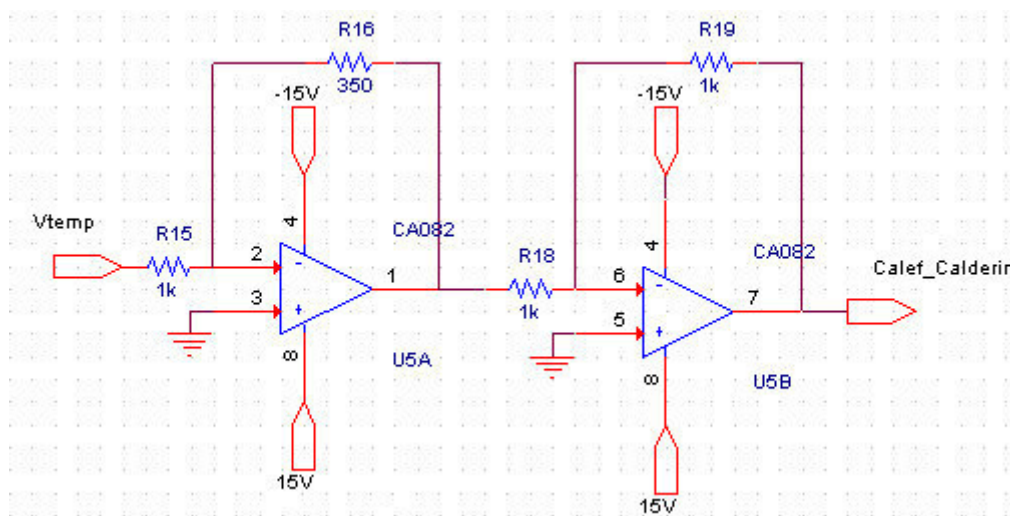 R16
350
-15V
R19
1k
-15V
Vtemp
R15
1k
4
2
-
3
+
8
CA082
1
U5A
15V
R18
1k
4
6
-
5
+
8
CA082
7
U5B
15V
Calef_Calderin